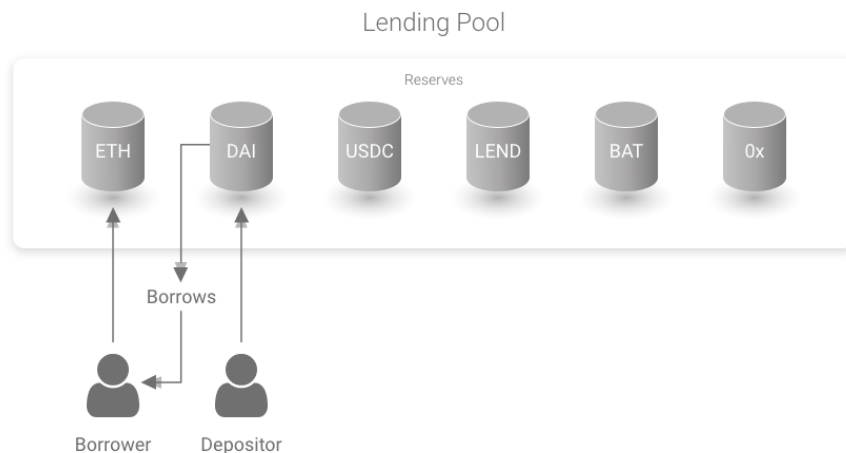 Lending Pool
Reserves
ETH DAI USDC LEND BAT 0x
Borrows
Borrower Depositor